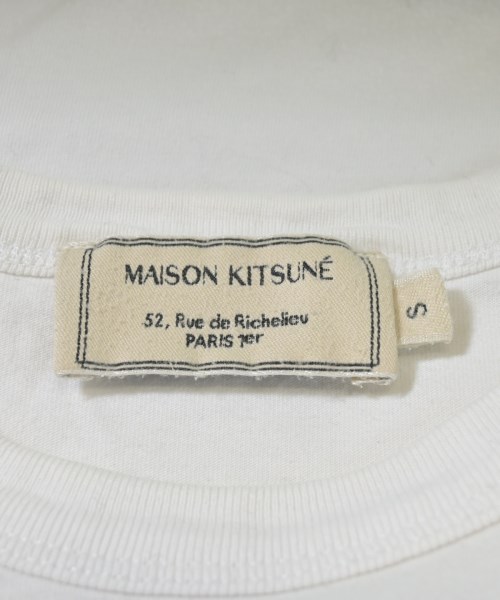 MAISON KITSUNÉ
52, Rue de Richelieu
PARIS 1er
S